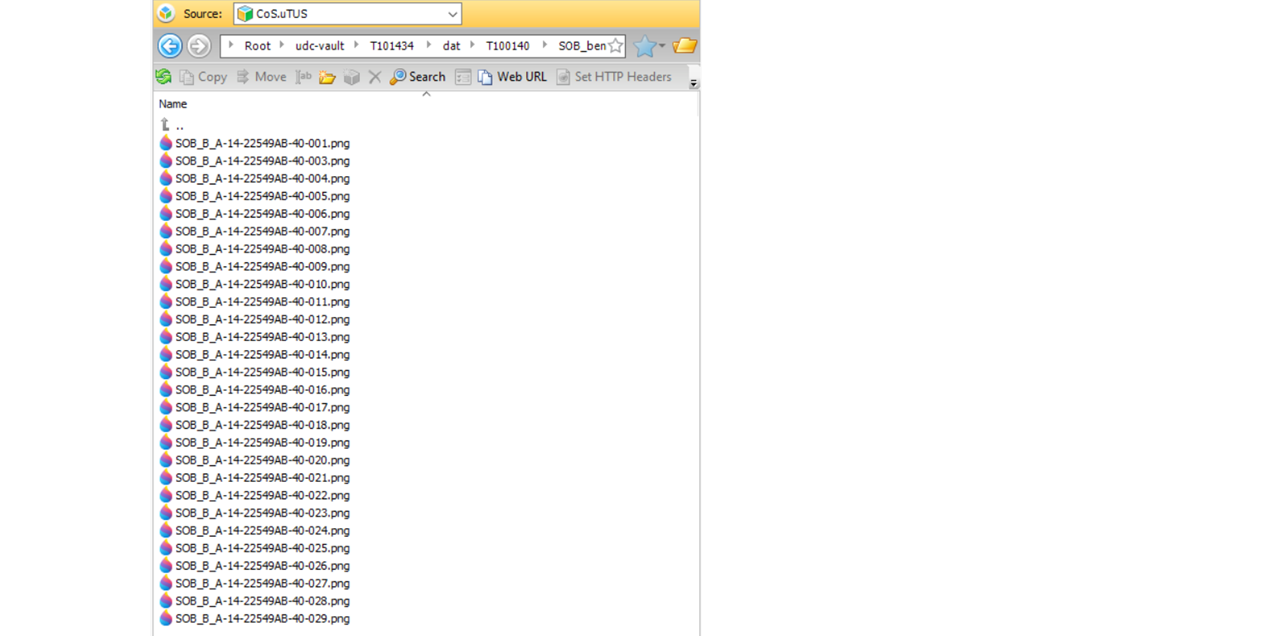 Source: CoS.uTUS
Root udc-vault T101434 dat T100140 SOB_ben
Copy Move ab Search Web URL Set HTTP Headers
Name
..
SOB_B_A-14-22549AB-40-001.png
SOB_B_A-14-22549AB-40-003.png
SOB_B_A-14-22549AB-40-004.png
SOB_B_A-14-22549AB-40-005.png
SOB_B_A-14-22549AB-40-006.png
SOB_B_A-14-22549AB-40-007.png
SOB_B_A-14-22549AB-40-008.png
SOB_B_A-14-22549AB-40-009.png
SOB_B_A-14-22549AB-40-010.png
SOB_B_A-14-22549AB-40-011.png
SOB_B_A-14-22549AB-40-012.png
SOB_B_A-14-22549AB-40-013.png
SOB_B_A-14-22549AB-40-014.png
SOB_B_A-14-22549AB-40-015.png
SOB_B_A-14-22549AB-40-016.png
SOB_B_A-14-22549AB-40-017.png
SOB_B_A-14-22549AB-40-018.png
SOB_B_A-14-22549AB-40-019.png
SOB_B_A-14-22549AB-40-020.png
SOB_B_A-14-22549AB-40-021.png
SOB_B_A-14-22549AB-40-022.png
SOB_B_A-14-22549AB-40-023.png
SOB_B_A-14-22549AB-40-024.png
SOB_B_A-14-22549AB-40-025.png
SOB_B_A-14-22549AB-40-026.png
SOB_B_A-14-22549AB-40-027.png
SOB_B_A-14-22549AB-40-028.png
SOB_B_A-14-22549AB-40-029.png